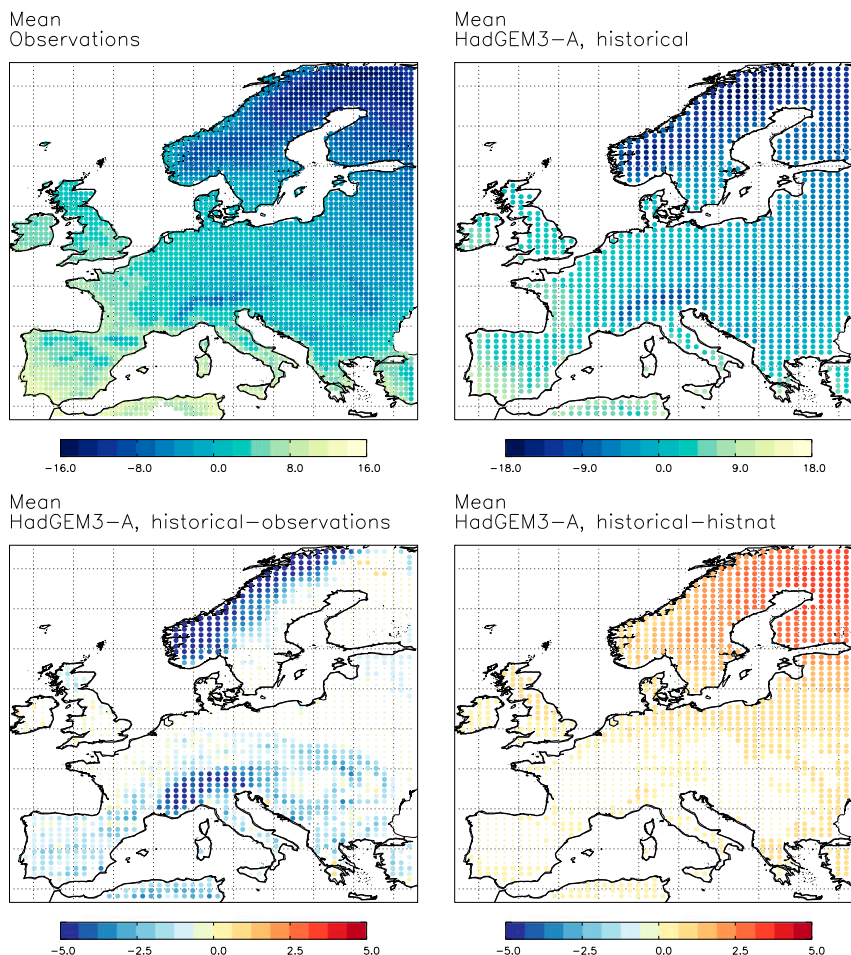 Mean
Observations
Mean
HadGEM3-A, historical
-16.0 -8.0 0.0 8.0 16.0
-18.0 -9.0 0.0 9.0 18.0
Mean
HadGEM3-A, historical-observations
Mean
HadGEM3-A, historical-histnat
-5.0 -2.5 0.0 2.5 5.0
-5.0 -2.5 0.0 2.5 5.0